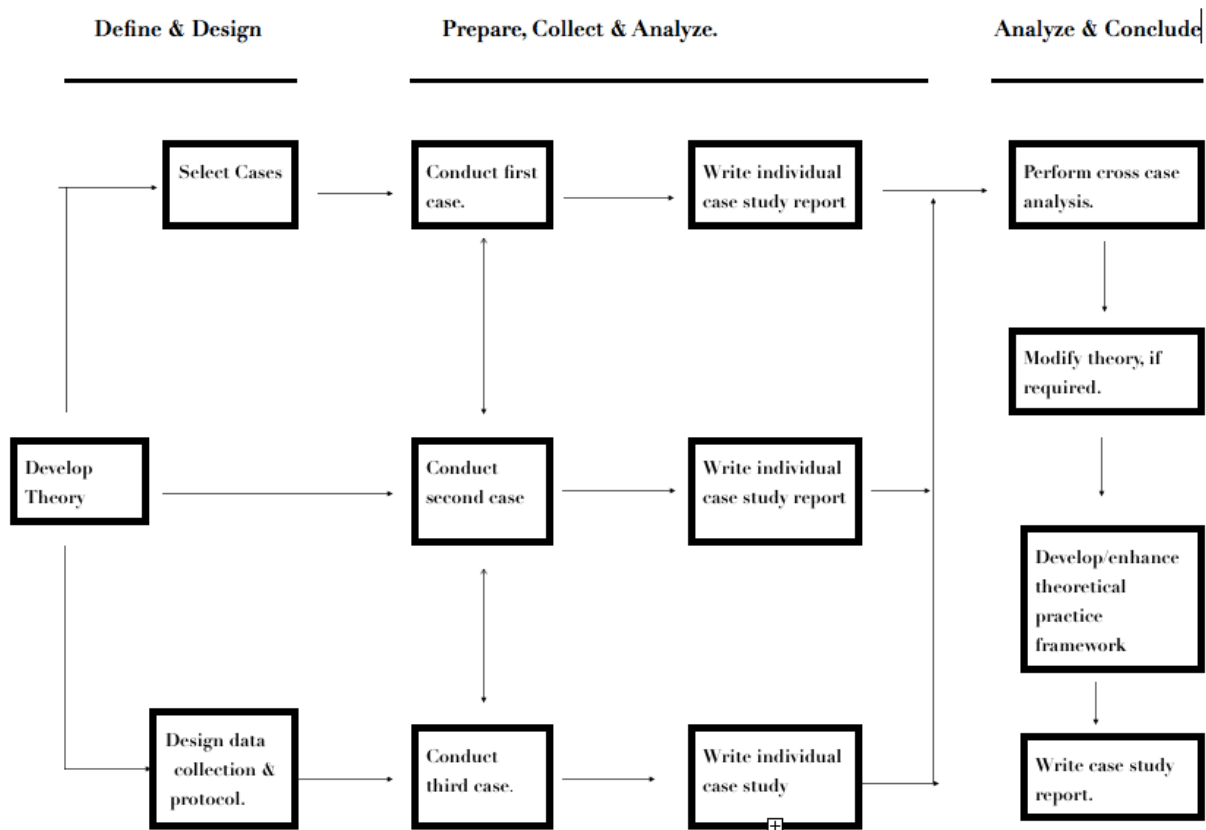 Define & Design
Prepare, Collect & Analyze.
Analyze & Conclude
Select Cases
Conduct first
case.
Write individual
case study report
Perform cross case
analysis.
Modify theory, if
required.
Develop
Theory
Conduct
second case
Write individual
case study report
Develop/enhance
theoretical
practice
framework
Design data
collection &
protocol.
Conduct
third case.
Write individual
case study
Write case study
report.